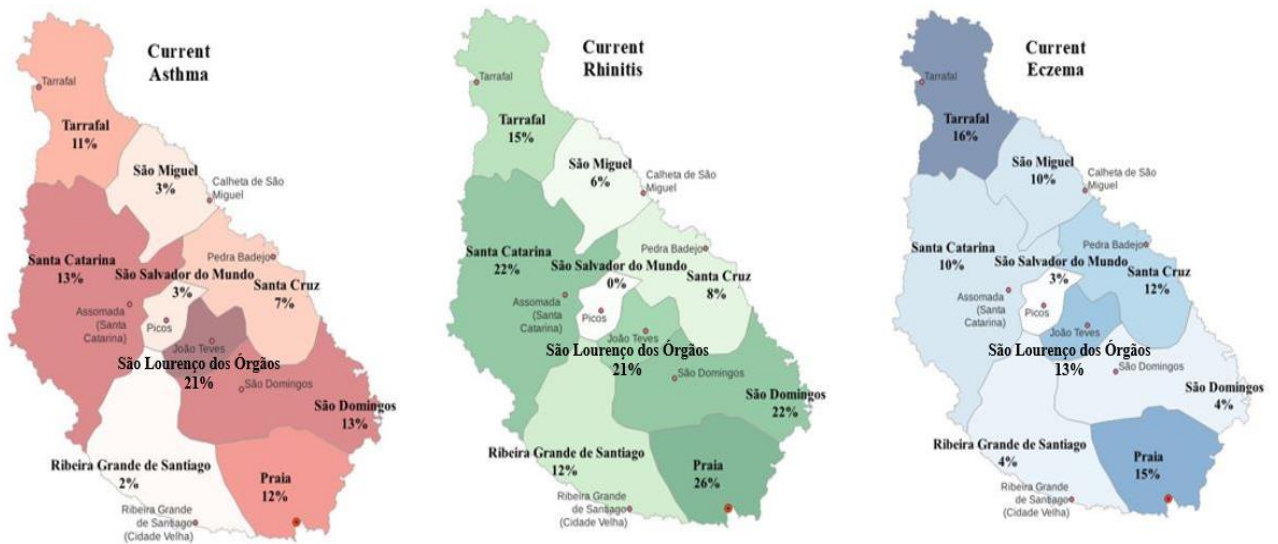 Current
Asthma
Tarrafal
Tarrafal
11%
São Miguel
3%
Calheta de São
Miguel
Pedra Badejo
Santa Catarina
13%
São Salvador do Mundo
3%
Santa Cruz
7%
Assomada
(Santa
Catarina)
Picos
João Teves
São Lourenço dos Órgãos
21%
São Domingos
São Domingos
13%
Ribeira Grande de Santiago
2%
Praia
12%
Ribeira Grande
de Santiago
(Cidade Velha)
Current
Rhinitis
Tarrafal
Tarrafal
15%
São Miguel
6%
Calheta de São
Miguel
Pedra Badejo
Santa Catarina
22%
São Salvador do Mundo
0%
Santa Cruz
8%
Assomada
(Santa
Catarina)
Picos
João Teves
São Lourenço dos Órgãos
21%
São Domingos
São Domingos
22%
Ribeira Grande de Santiago
12%
Praia
26%
Ribeira Grande
de Santiago
(Cidade Velha)
Current
Eczema
Tarrafal
Tarrafal
16%
São Miguel
10%
Calheta de São
Miguel
Pedra Badejo
Santa Catarina
10%
São Salvador do Mundo
3%
Santa Cruz
12%
Assomada
(Santa
Catarina)
Picos
João Teves
São Lourenço dos Órgãos
13%
São Domingos
São Domingos
4%
Ribeira Grande de Santiago
4%
Praia
15%
Ribeira Grande
de Santiago
(Cidade Velha)